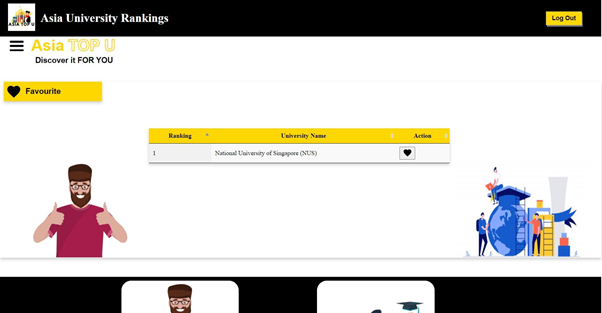 ASIA TOP U
Asia University Rankings
Log Out
Asia TOP U
Discover it FOR YOU
Favourite
Ranking University Name Action
1 National University of Singapore (NUS)